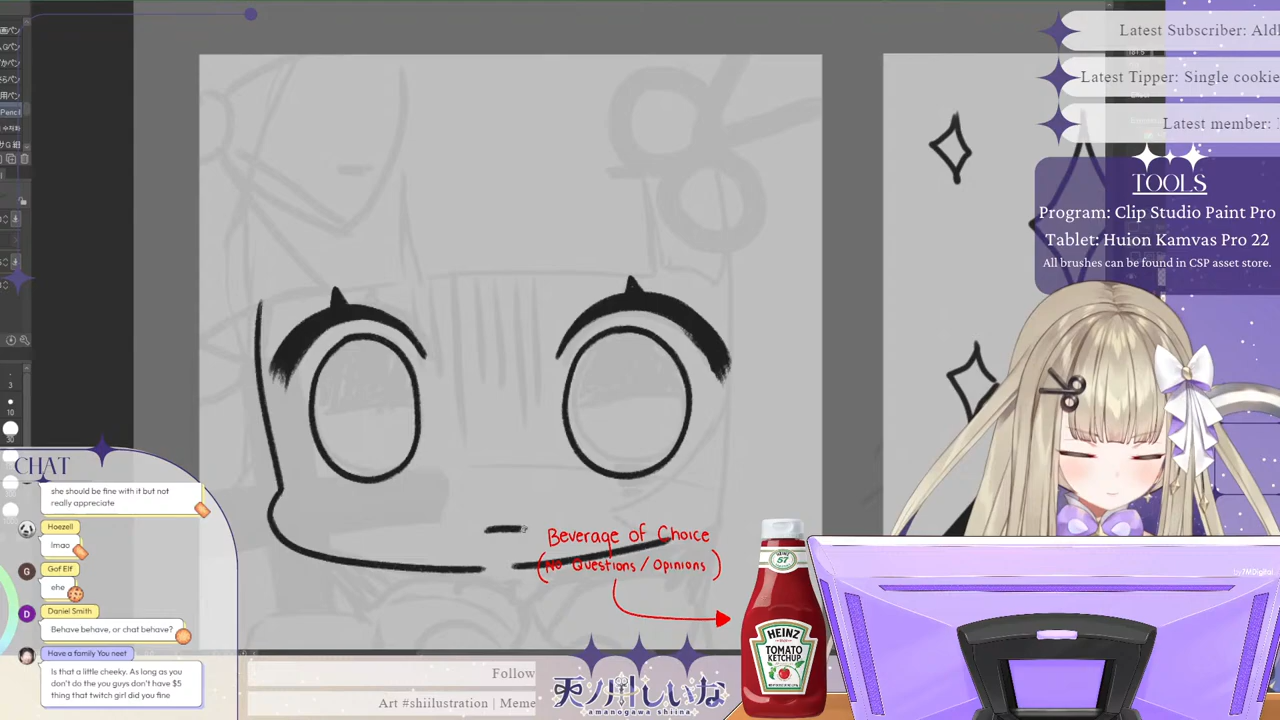 Latest Subscriber: Ald
Latest Tipper: Single cookie
Latest member:
TOOLS
Program: Clip Studio Paint Pro
Tablet: Huion Kamvas Pro 22
All brushes can be found in CSP asset store.
CHAT
she should be fine with it but not
really appreciate
Hoezell
lmao
G
Gof Elf
ehe
D
Daniel Smith
Behave behave, or chat behave?
Have a family You neet
Is that a little cheeky. As long as you
don't do the you guys don't have $5
thing that twitch girl did you fine
Beverage of Choice
(No Questions / Opinions)
HEINZ
57
HEINZ
TOMATO
KETCHUP
by7MDigital
Follow
Art #shiilustration | Meme
天ノ川しいな
amanogawa shiina
3
10
30